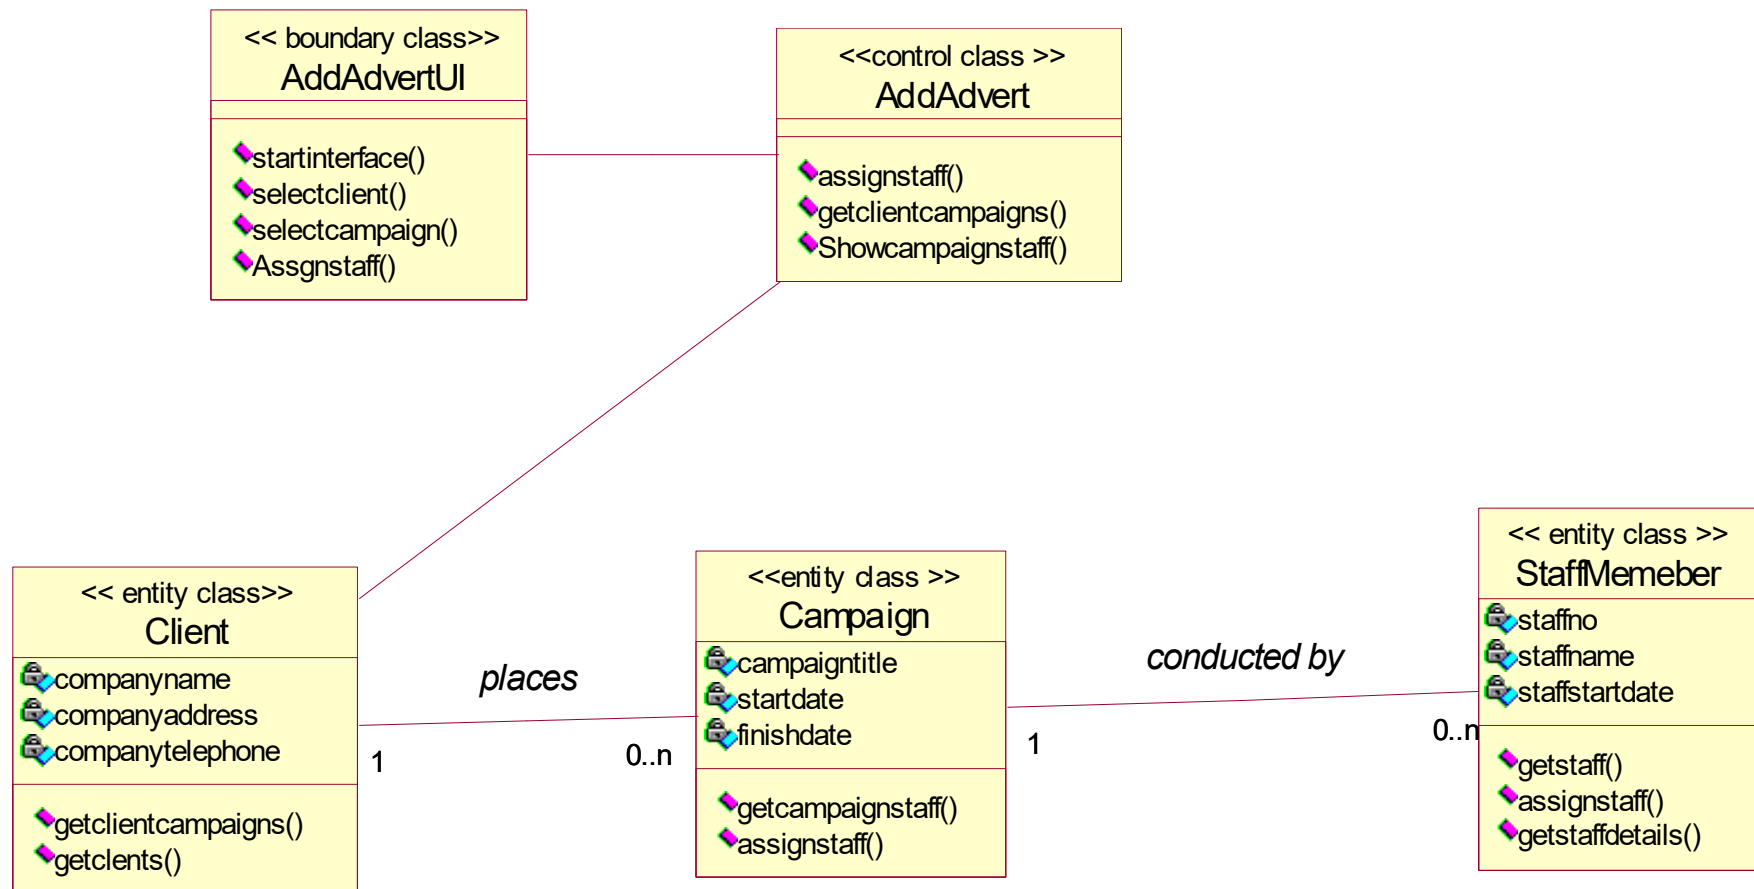 << boundary class>>
AddAdvertUI
startinterface()
selectclient()
selectcampaign()
Assgnstaff()
<<control class >>
AddAdvert
assignstaff()
getclientcampaigns()
Showcampaignstaff()
<< entity class>>
Client
companyname
companyaddress
companytelephone
getclientcampaigns()
getclents()
places
1
0..n
<<entity class >>
Campaign
campaigntitle
startdate
finishdate
getcampaignstaff()
assignstaff()
conducted by
1
0..n
<< entity class >>
StaffMemeber
staffno
staffname
staffstartdate
getstaff()
assignstaff()
getstaffdetails()